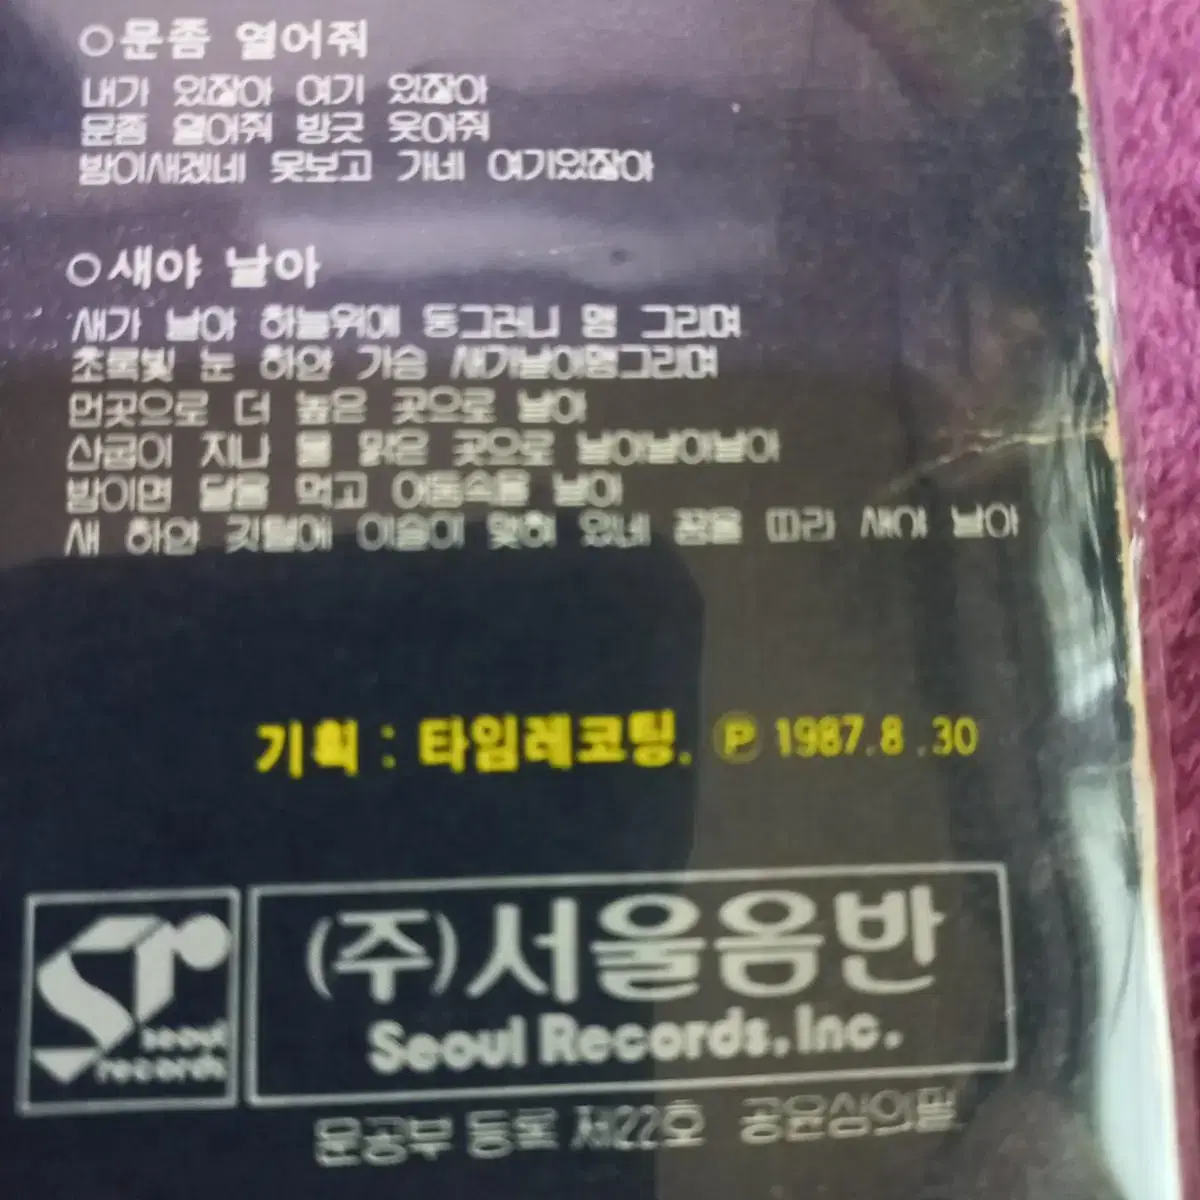 ○문좀 열어줘
내가 있잖아 여기 있잖아
문좀 열어줘 방긋 웃어줘
밤이새겠네 못보고 가네 여기있잖아
○새야 날아
새가 날아 하늘위에 동그러니 맴 그리며
초록빛 눈 하얀 가슴 새가날아맴그리며
먼곳으로 더 높은 곳으로 날아
산굽이 지나 물 맑은 곳으로 날아날아날아
밤이면 달을 먹고 어둠속을 날아
새 하얀 깃털에 이슬이 맺혀 있네 꿈을 따라 새야 날아
기획 : 타임레코팅. Ⓟ 1987.8.30
(주)서울음반
Seoul Records, Inc.
seoul
records
문공부 등록 제22호 공윤심의필